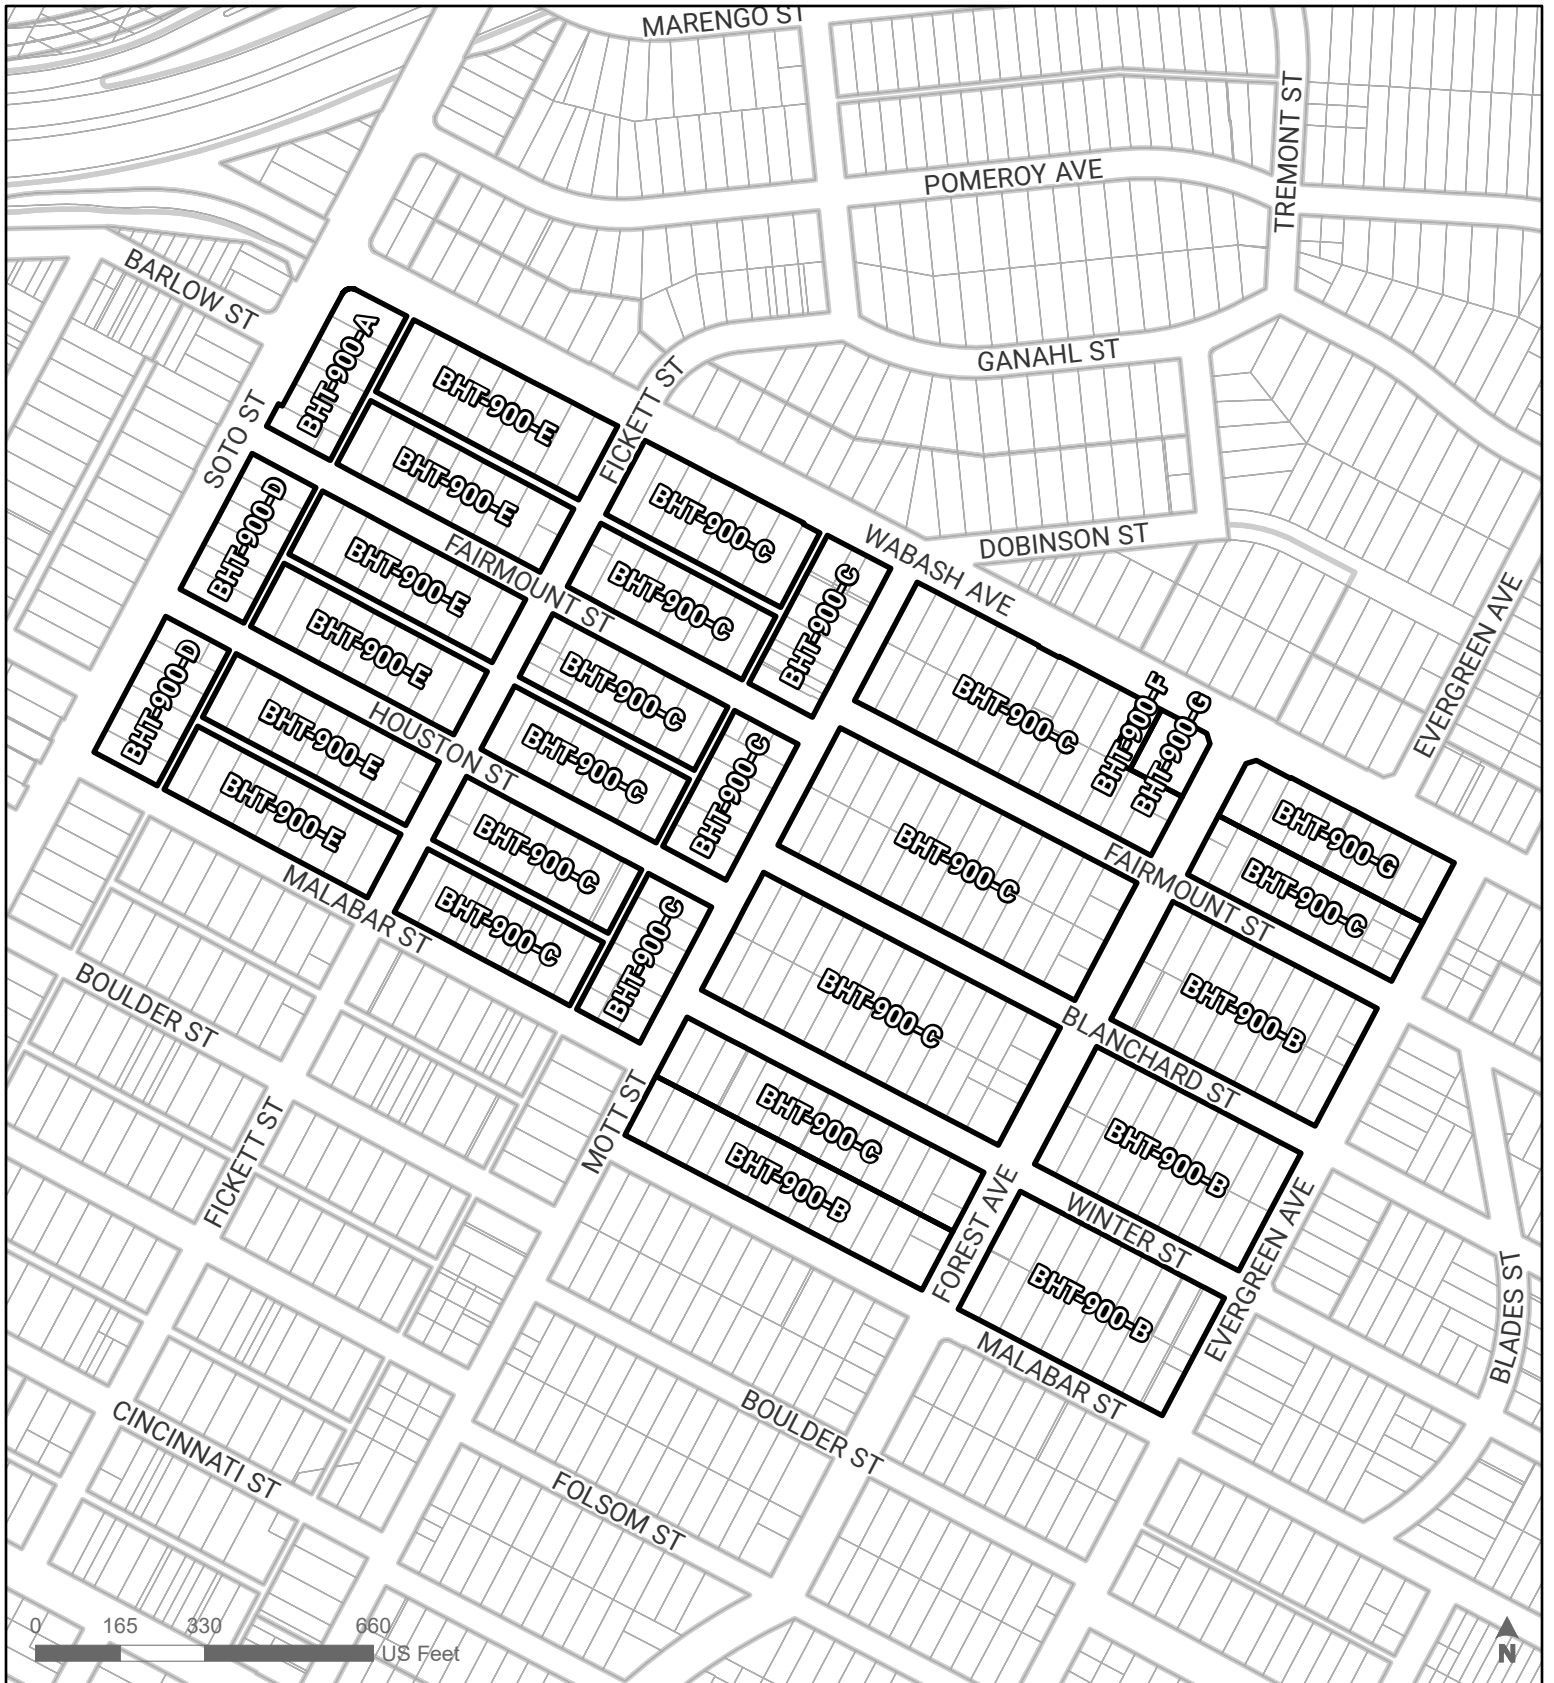 MARENGO ST
TREMONT ST
POMEROY AVE
BARLOW ST
GANAHL ST
BHT-900-A
BHT-900-E
FICKETT ST
SOTO ST
BHT-900-E
BHT-900-C
BHT-900-D
FAIRMOUNT ST
WABASH AVE
DOBINSON ST
BHT-900-E
BHT-900-C
BHT-900-C
EVERGREEN AVE
BHT-900-E
BHT-900-C
BHT-900-D
HOUSTON ST
BHT-900-C
BHT-900-F
BHT-900-G
BHT-900-E
BHT-900-C
BHT-900-C
BHT-900-E
BHT-900-C
BHT-900-C
FAIRMOUNT ST
BHT-900-G
BHT-900-C
MALABAR ST
BHT-900-C
BHT-900-C
BHT-900-C
BHT-900-B
BOULDER ST
BLANCHARD ST
FICKETT ST
MOTT ST
BHT-900-C
BHT-900-B
BHT-900-B
FOREST AVE
WINTER ST
EVERGREEN AVE
BHT-900-B
BLADES ST
MALABAR ST
CINCINNATI ST
BOULDER ST
FOLSOM ST
0 165 330 660
US Feet
N